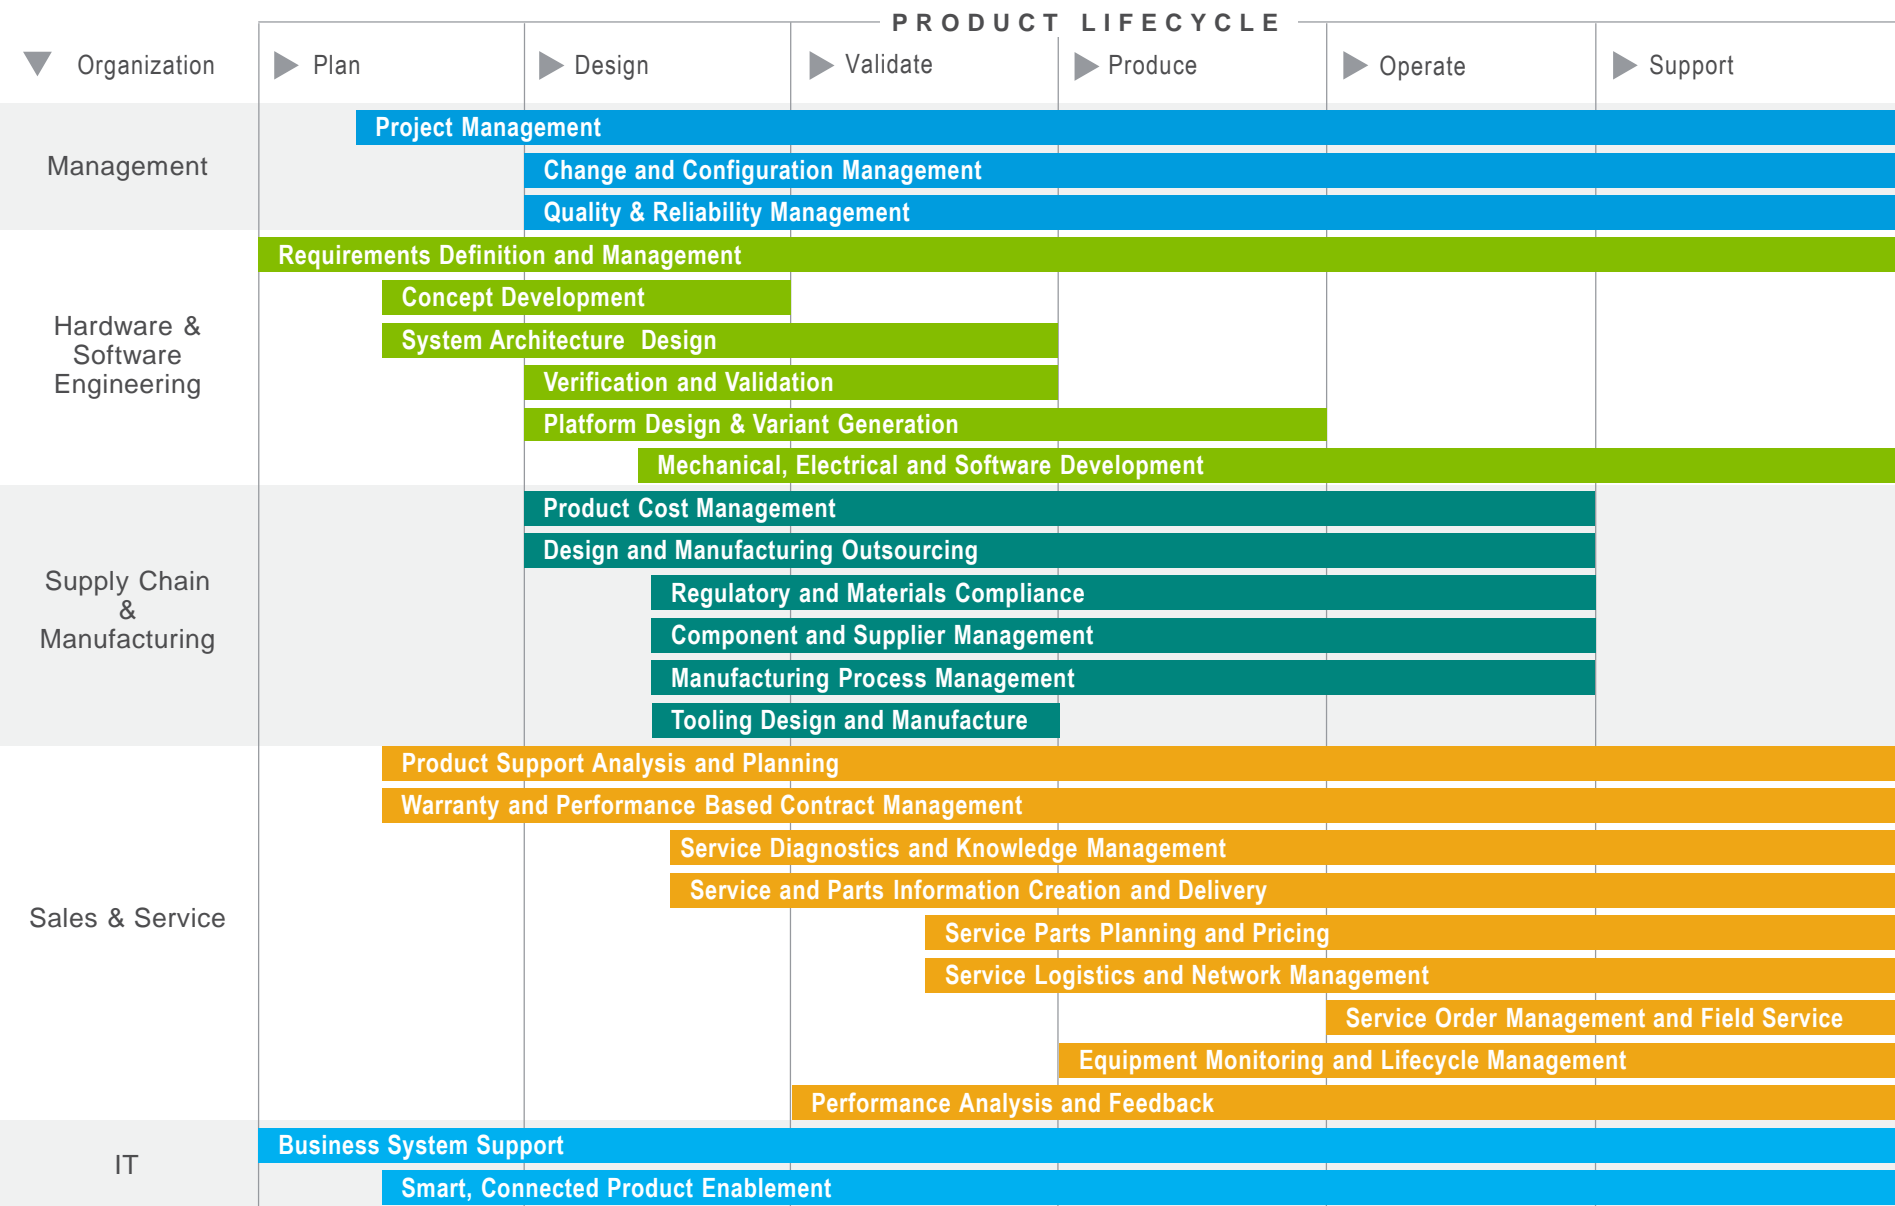 PRODUCT LIFECYCLE
Organization
Plan
Design
Validate
Produce
Operate
Support
Management
Project Management
Change and Configuration Management
Quality & Reliability Management
Hardware &
Software
Engineering
Requirements Definition and Management
Concept Development
System Architecture Design
Verification and Validation
Platform Design & Variant Generation
Mechanical, Electrical and Software Development
Supply Chain
&
Manufacturing
Product Cost Management
Design and Manufacturing Outsourcing
Regulatory and Materials Compliance
Component and Supplier Management
Manufacturing Process Management
Tooling Design and Manufacture
Sales & Service
Product Support Analysis and Planning
Warranty and Performance Based Contract Management
Service Diagnostics and Knowledge Management
Service and Parts Information Creation and Delivery
Service Parts Planning and Pricing
Service Logistics and Network Management
Service Order Management and Field Service
Equipment Monitoring and Lifecycle Management
Performance Analysis and Feedback
IT
Business System Support
Smart, Connected Product Enablement